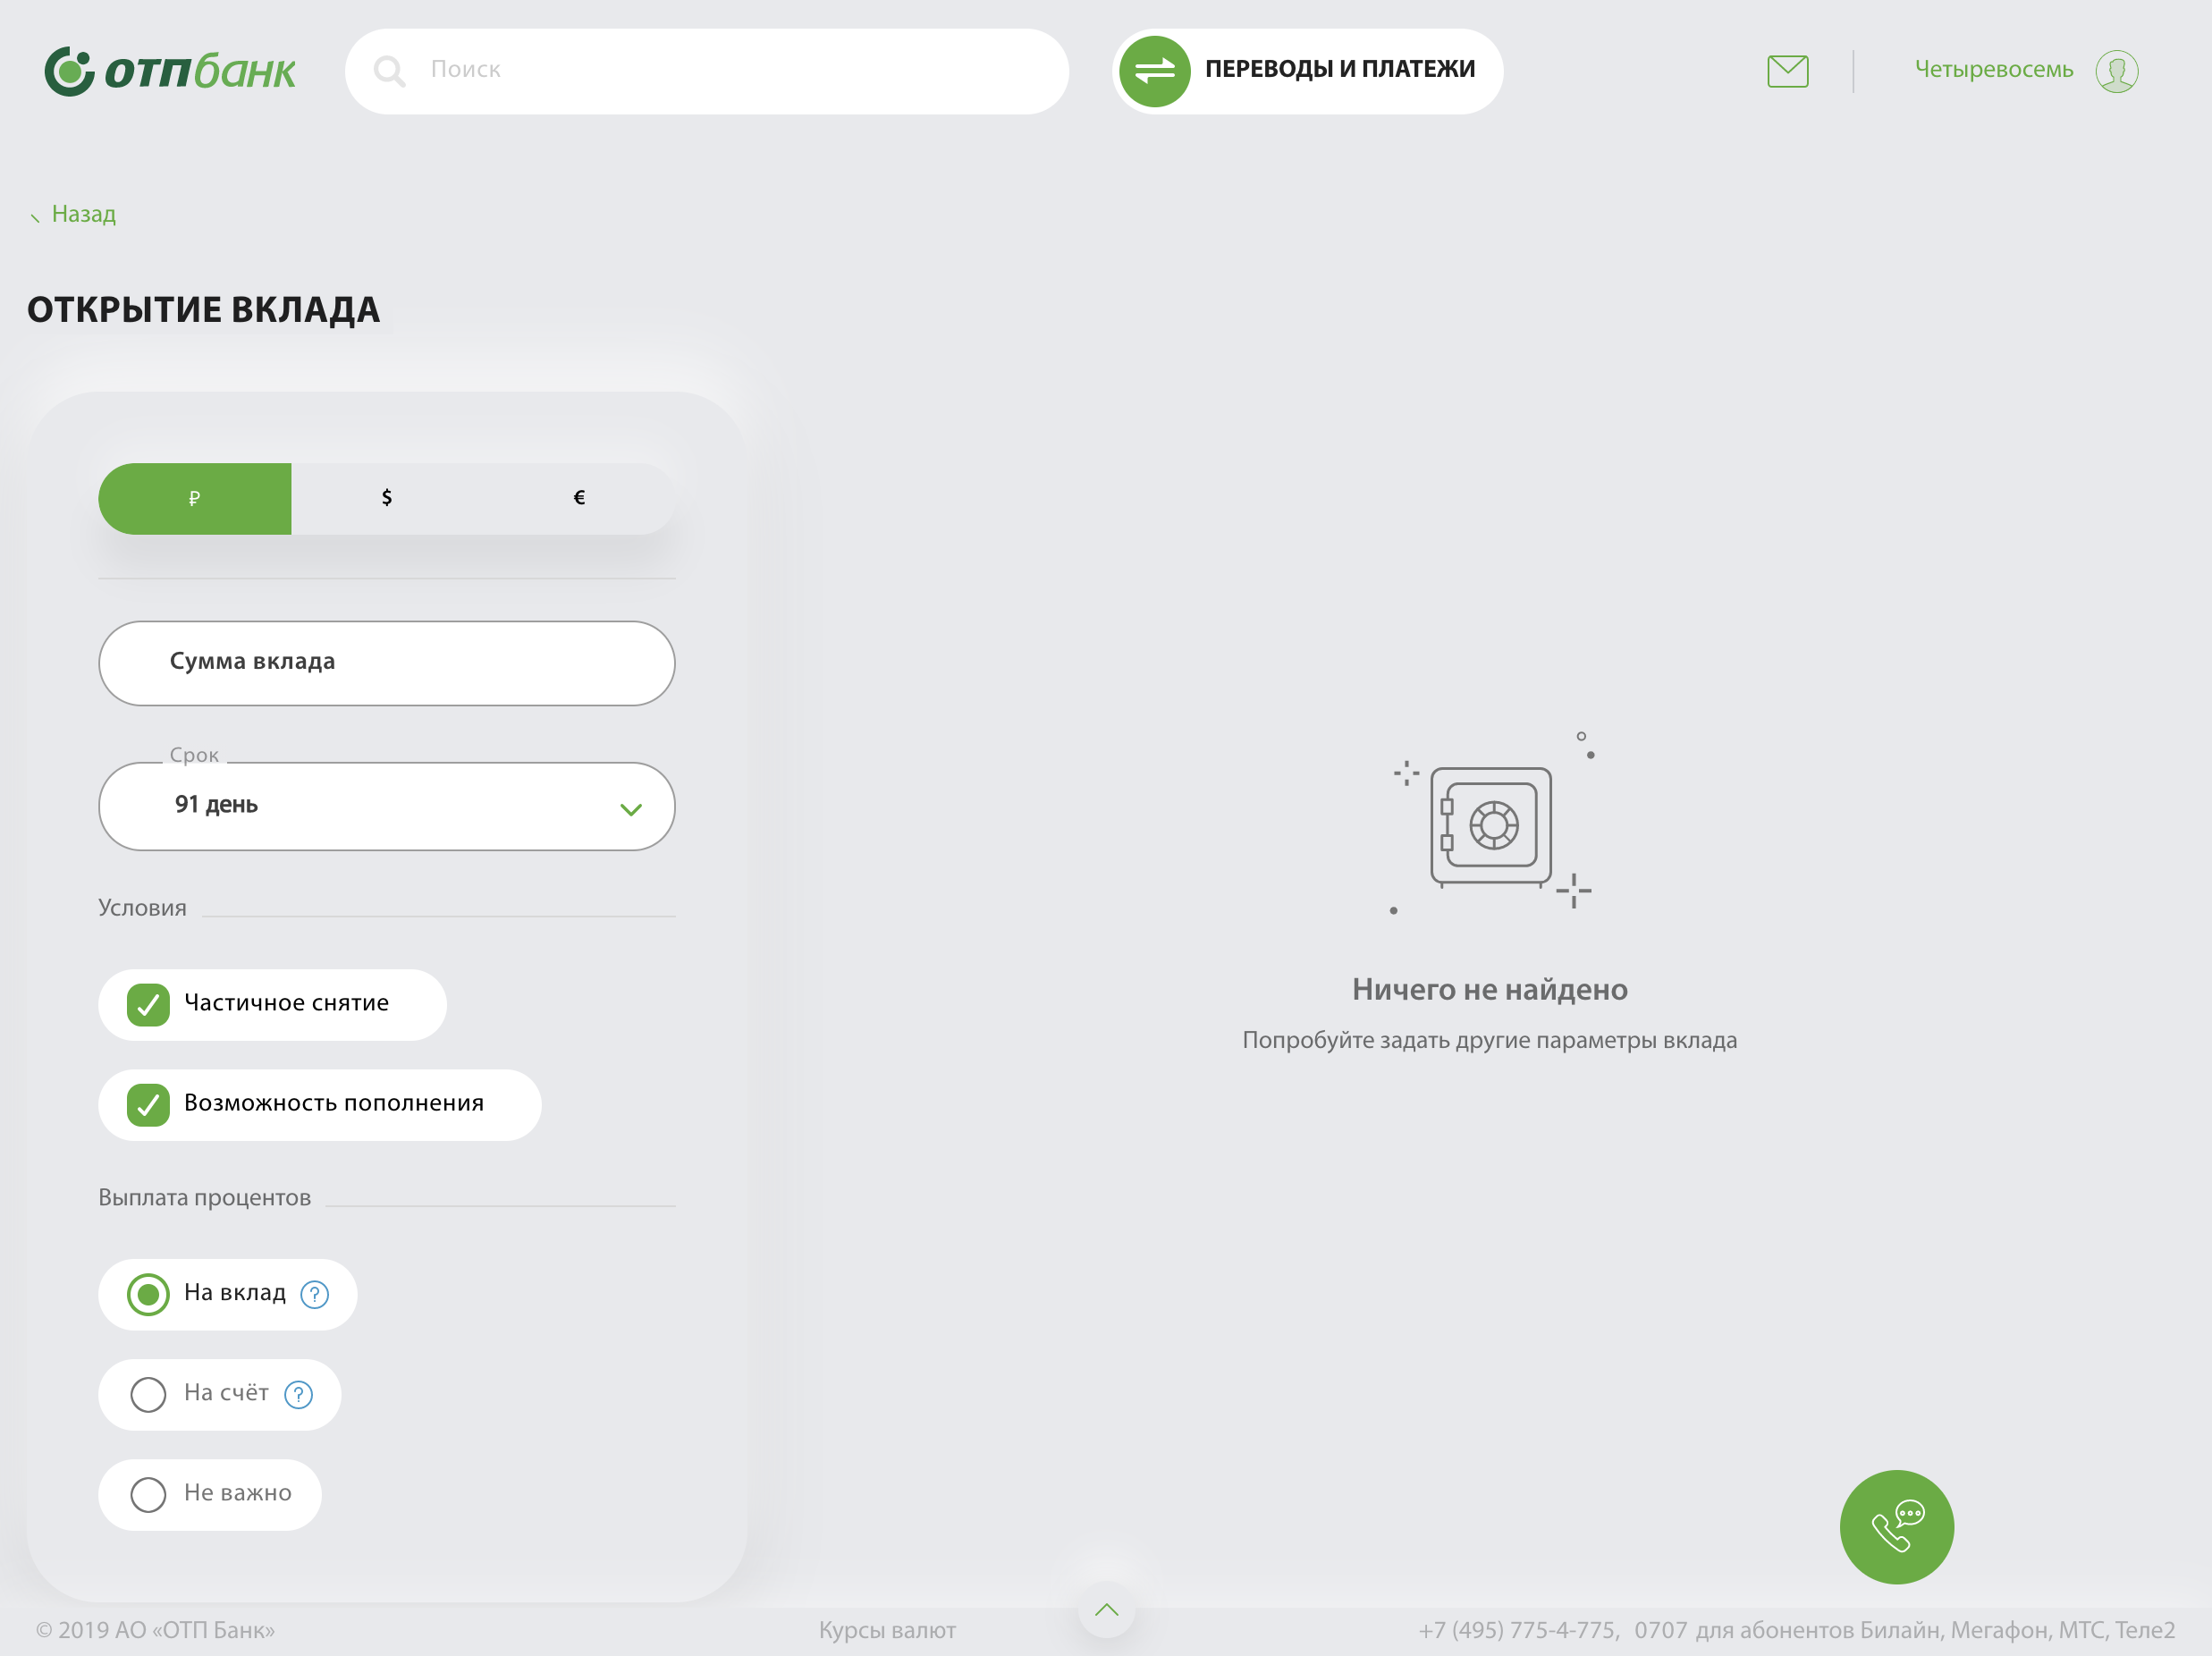 отпбанк
Поиск
ПЕРЕВОДЫ И ПЛАТЕЖИ
Четыревосемь
Назад
ОТКРЫТИЕ ВКЛАДА
₽ $ €
Сумма вклада
Срок
91 день
Условия
Частичное снятие
Возможность пополнения
Выплата процентов
На вклад ?
На счёт ?
Не важно
Ничего не найдено
Попробуйте задать другие параметры вклада
© 2019 АО «ОТП Банк»
Курсы валют
+7 (495) 775-4-775, 0707 для абонентов Билайн, Мегафон, МТС, Теле2